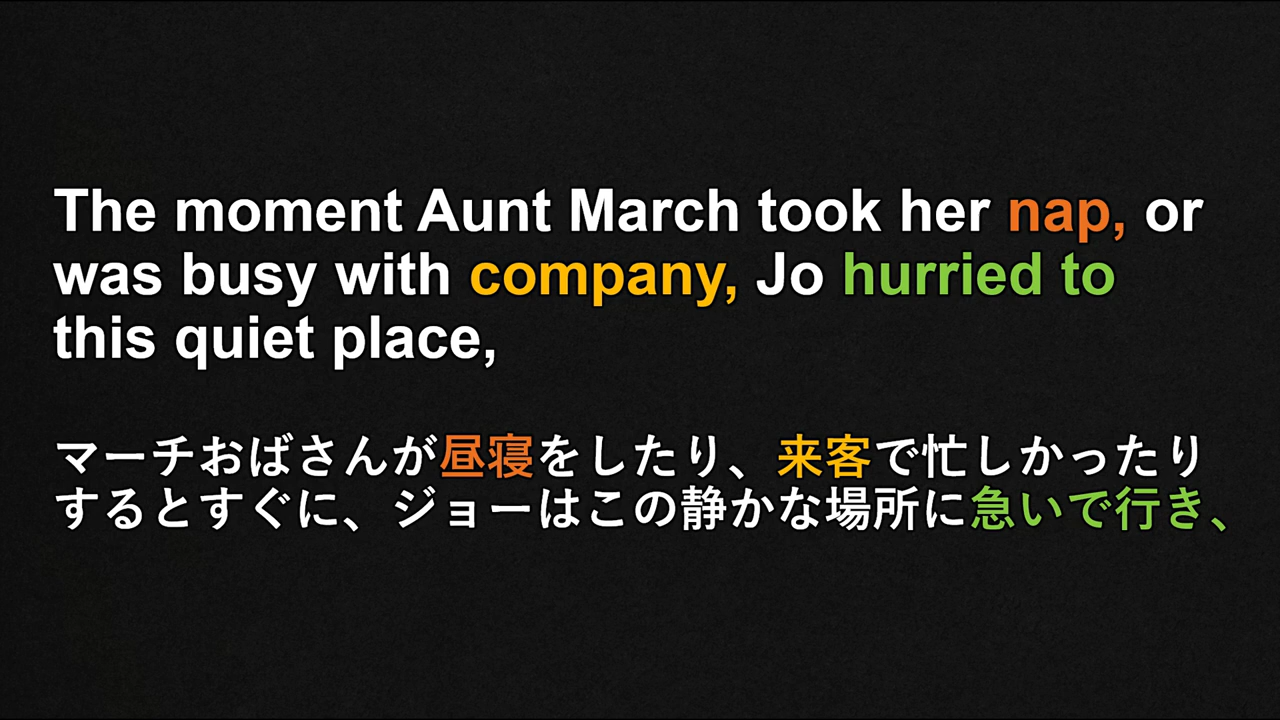 The moment Aunt March took her nap, or
was busy with company, Jo hurried to
this quiet place,
マーチおばさんが昼寝をしたり、来客で忙しかったり
するとすぐに、ジョーはこの静かな場所に急いで行き、